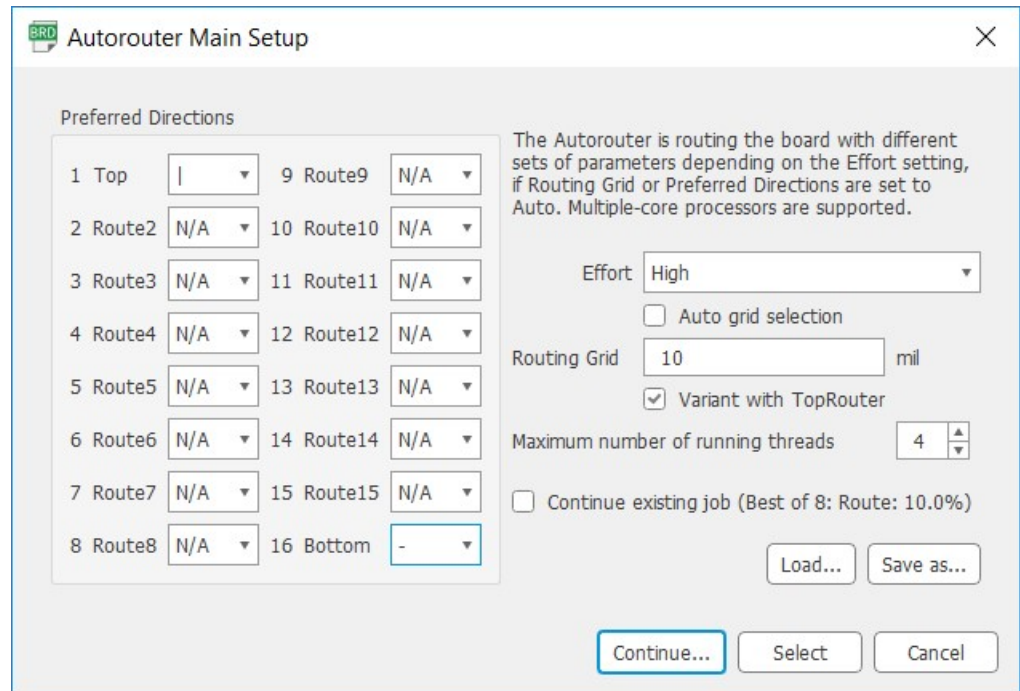 BRD Autorouter Main Setup
Preferred Directions
1 Top | 9 Route9 N/A
2 Route2 N/A 10 Route10 N/A
3 Route3 N/A 11 Route11 N/A
4 Route4 N/A 12 Route12 N/A
5 Route5 N/A 13 Route13 N/A
6 Route6 N/A 14 Route14 N/A
7 Route7 N/A 15 Route15 N/A
8 Route8 N/A 16 Bottom -
The Autorouter is routing the board with different
sets of parameters depending on the Effort setting,
if Routing Grid or Preferred Directions are set to
Auto. Multiple-core processors are supported.
Effort High
Auto grid selection
Routing Grid 10 mil
Variant with TopRouter
Maximum number of running threads 4
Continue existing job (Best of 8: Route: 10.0%)
Load... Save as...
Continue... Select Cancel